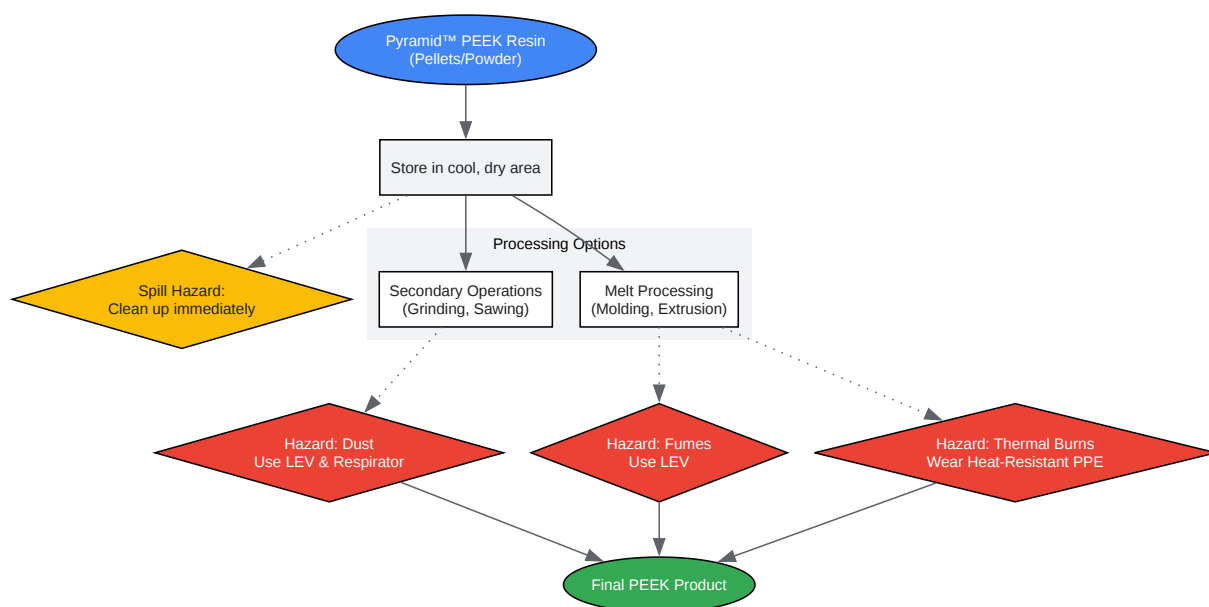 Pyramid™ PEEK Resin
(Pellets/Powder)
Store in cool, dry area
Processing Options
Spill Hazard:
Clean up immediately
Secondary Operations
(Grinding, Sawing)
Melt Processing
(Molding, Extrusion)
Hazard: Dust
Use LEV & Respirator
Hazard: Fumes
Use LEV
Hazard: Thermal Burns
Wear Heat-Resistant PPE
Final PEEK Product